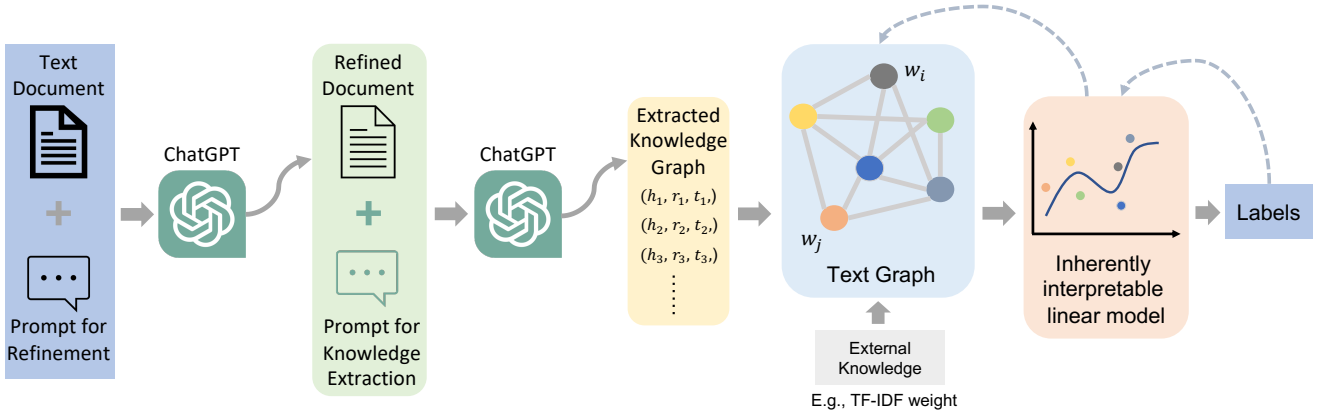 Text
Document
Prompt for
Refinement
ChatGPT
Refined
Document
Prompt for
Knowledge
Extraction
ChatGPT
Extracted
Knowledge
Graph
(h₁, r₁, t₁,)
(h₂, r₂, t₂,)
(h₃, r₃, t₃,)
wᵢ
wⱼ
Text Graph
External
Knowledge
E.g., TF-IDF weight
Inherently
interpretable
linear model
Labels